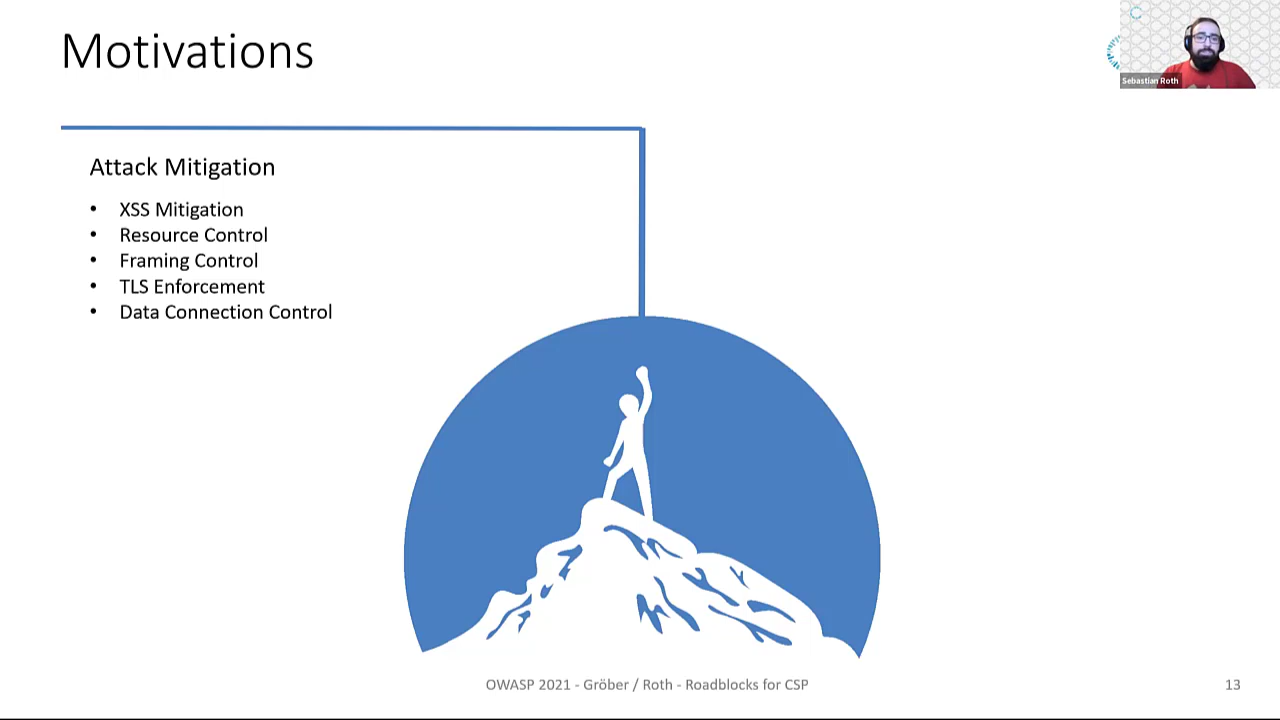 Motivations
Sebastian Roth
Attack Mitigation
• XSS Mitigation
• Resource Control
• Framing Control
• TLS Enforcement
• Data Connection Control
OWASP 2021 - Gröber / Roth - Roadblocks for CSP
13